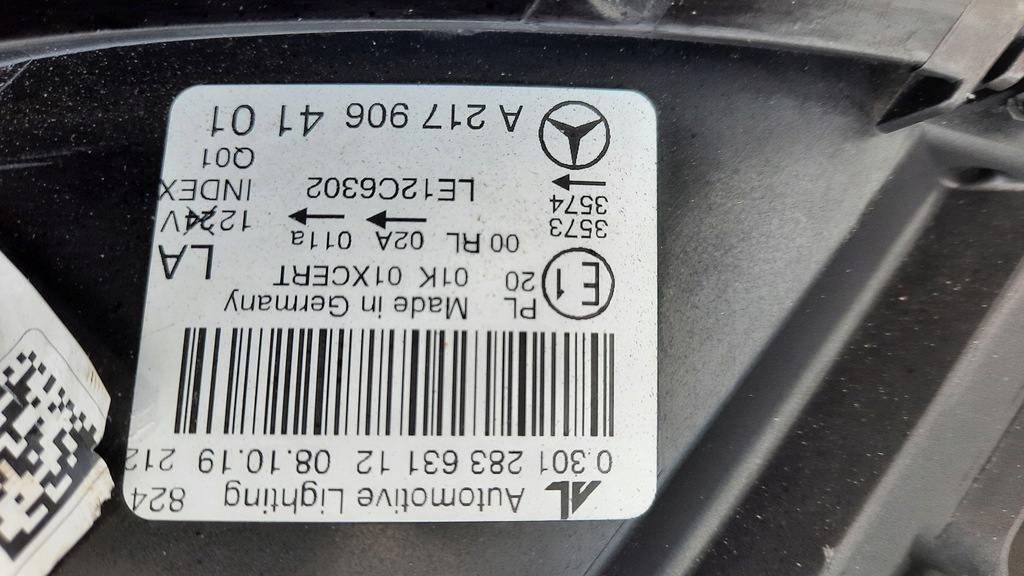 AL Automotive Lighting 824
0.301 283 631 12 08.10.19 212
PL Made in Germany
E1 20 01K 01XCERT LA
00 RL 02A 011a 1224V
3573
3574 LE12C6302 INDEX
Q01
A 217 906 41 01